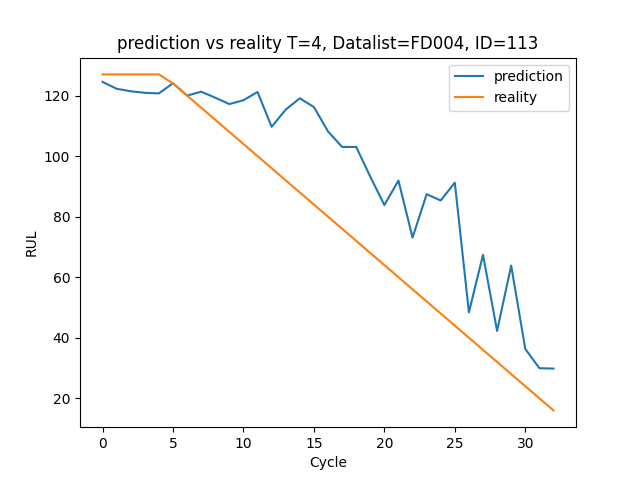 prediction vs reality T=4, Datalist=FD004, ID=113
prediction
reality
120
100
80
60
40
20
RUL
0 5 10 15 20 25 30
Cycle